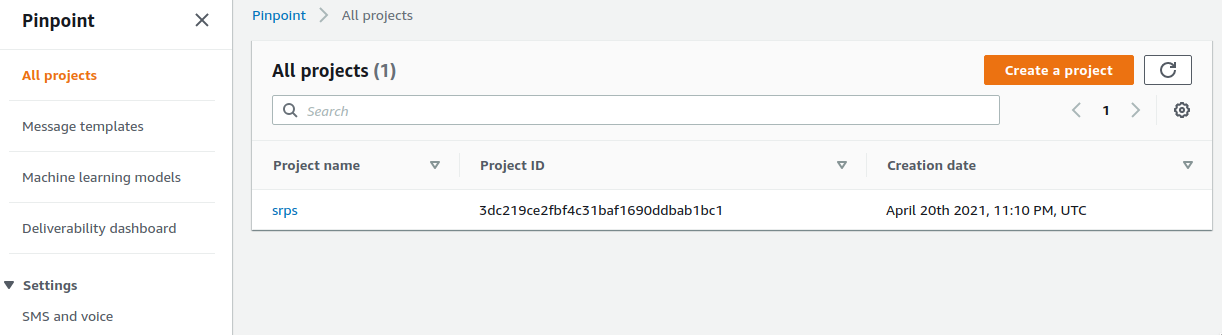 Pinpoint
All projects
Message templates
Machine learning models
Deliverability dashboard
Settings
SMS and voice
Pinpoint All projects
All projects (1)
Create a project
Search
1
Project name Project ID Creation date
srps 3dc219ce2fbf4c31baf1690ddbab1bc1 April 20th 2021, 11:10 PM, UTC